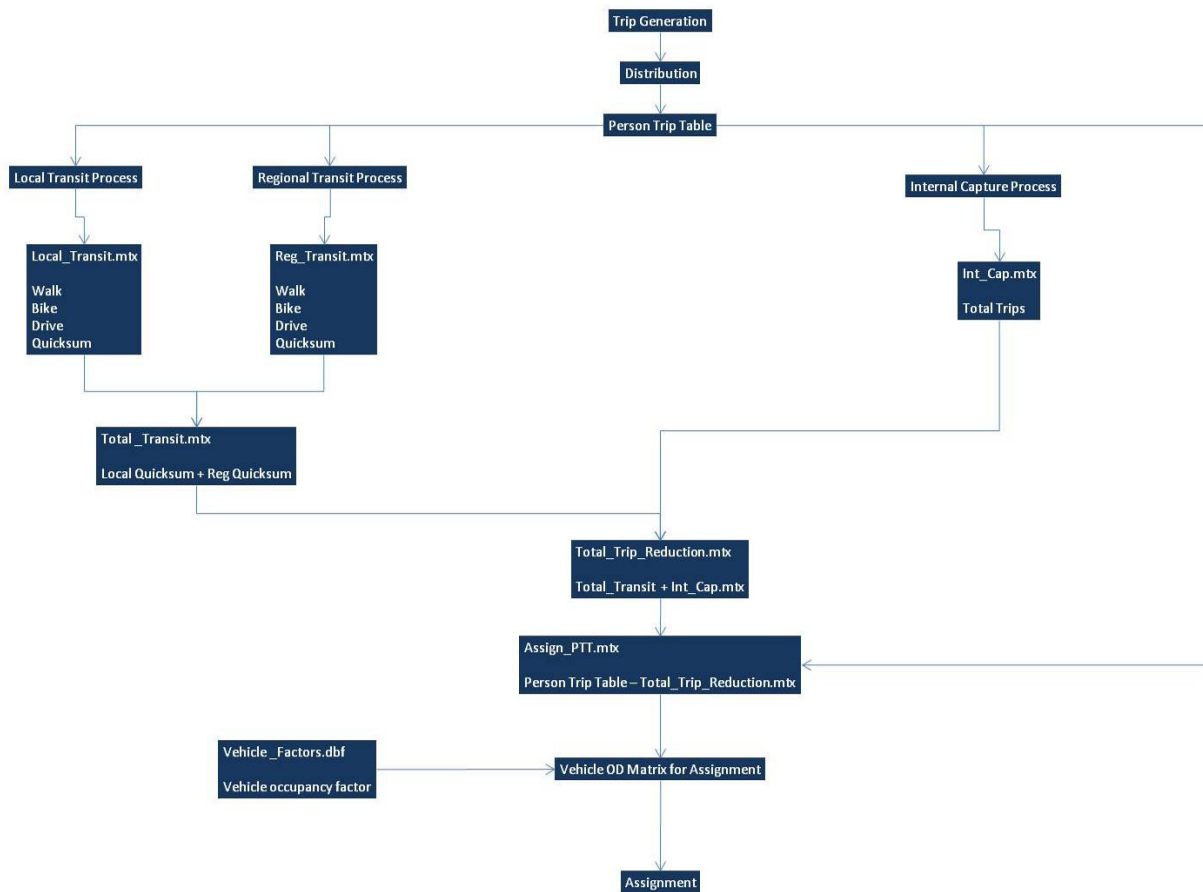 Trip Generation
Distribution
Person Trip Table
Local Transit Process
Regional Transit Process
Internal Capture Process
Local_Transit.mtx
Walk
Bike
Drive
Quicksum
Reg_Transit.mtx
Walk
Bike
Drive
Quicksum
Int_Cap.mtx
Total Trips
Total _Transit.mtx
Local Quicksum + Reg Quicksum
Total_Trip_Reduction.mtx
Total_Transit + Int_Cap.mtx
Assign_PTT.mtx
Person Trip Table – Total_Trip_Reduction.mtx
Vehicle _Factors.dbf
Vehicle occupancy factor
Vehicle OD Matrix for Assignment
Assignment